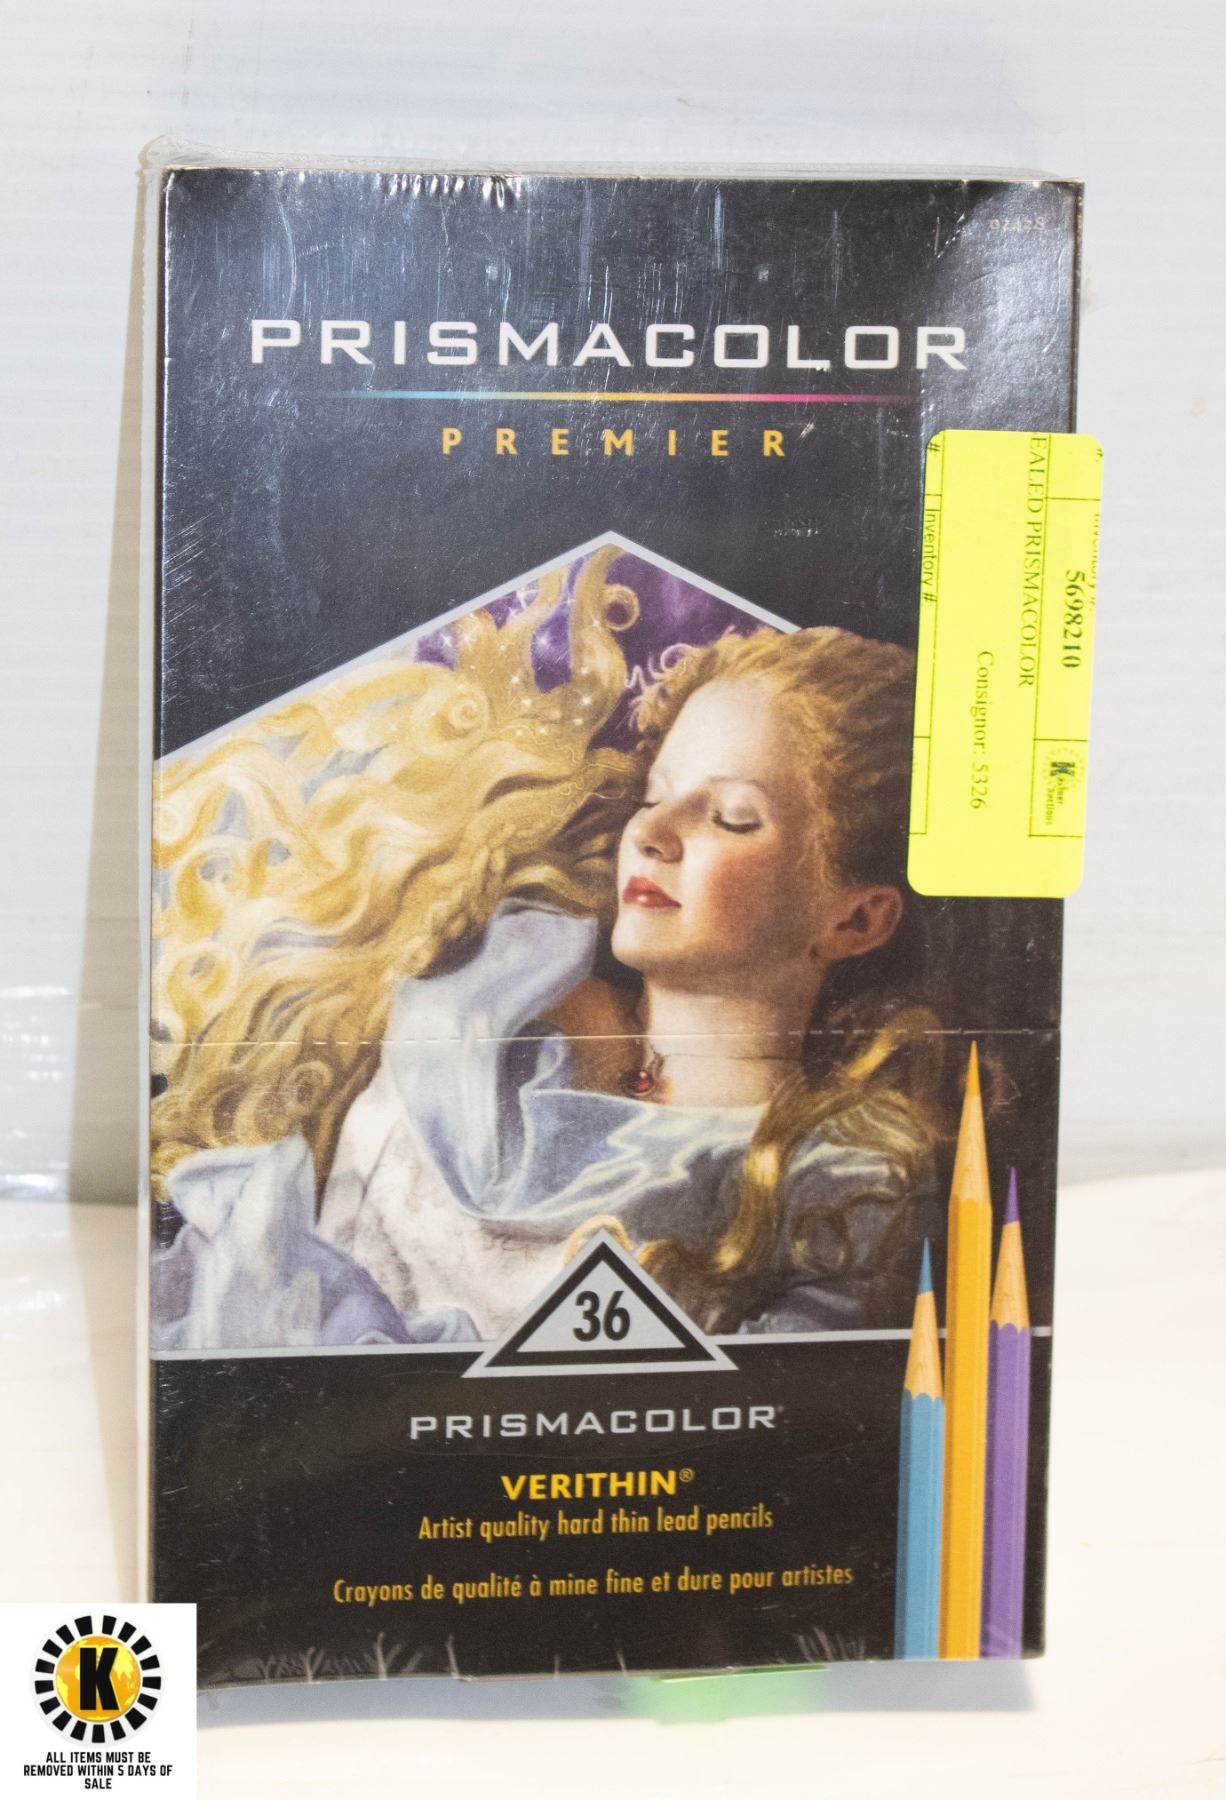 02428
PRISMACOLOR
PREMIER
#
Inventory #
5698210
EALED PRISMACOLOR
Consignor: 5326
K
Inventory #
#
36
PRISMACOLOR
VERITHIN®
Artist quality hard thin lead pencils
Crayons de qualité à mine fine et dure pour artistes
K
ALL ITEMS MUST BE
REMOVED WITHIN 5 DAYS OF
SALE